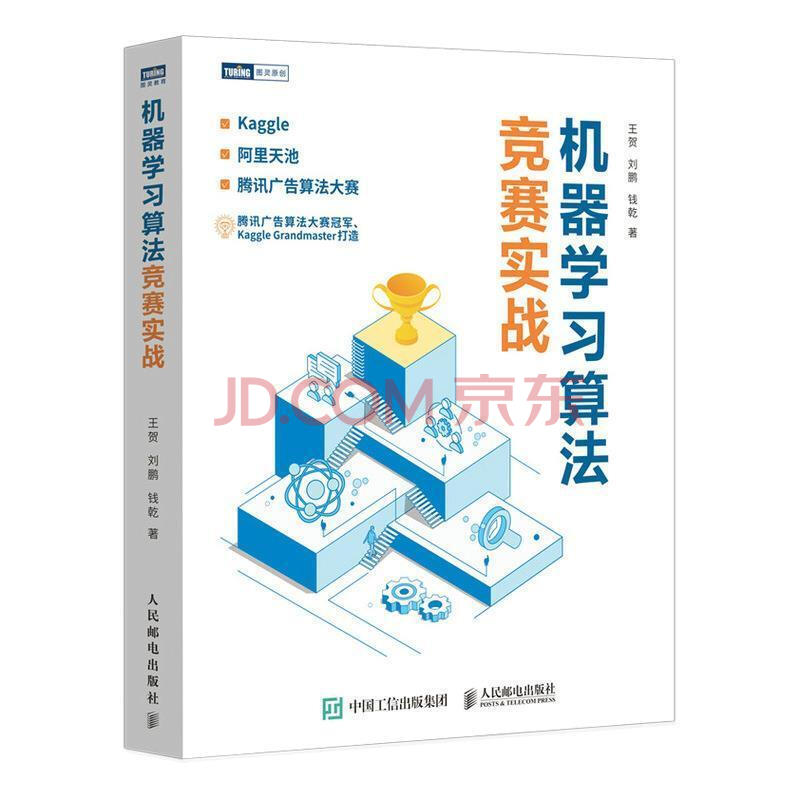 TURING
图灵教育
机器学习算法竞赛实战
王贺 刘鹏 钱乾 著
人民邮电出版社
TURING 图灵原创
Kaggle
阿里天池
腾讯广告算法大赛
腾讯广告算法大赛冠军、
Kaggle Grandmaster打造
王贺 刘鹏 钱乾 著
机器学习算法
竞赛实战
JD.COM 京东
中国工信出版集团
人民邮电出版社
POSTS & TELECOM PRESS